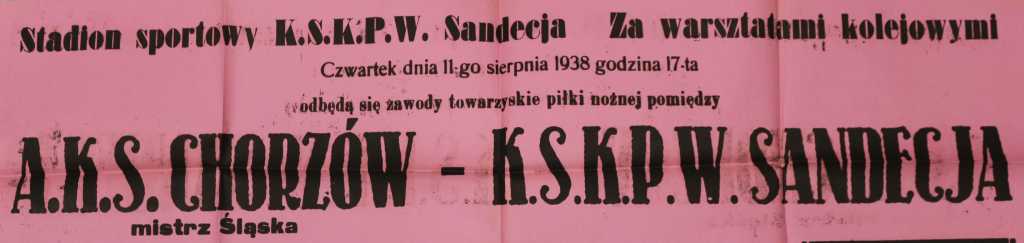 Stadion sportowy K.S.K.P.W. Sandecja Za warsztatami kolejowymi
Czwartek dnia 11-go sierpnia 1938 godzina 17-ta
odbędą się zawody towarzyskie piłki nożnej pomiędzy
A.K.S. CHORZÓW - K.S.K.P.W. SANDECJA
mistrz Śląska